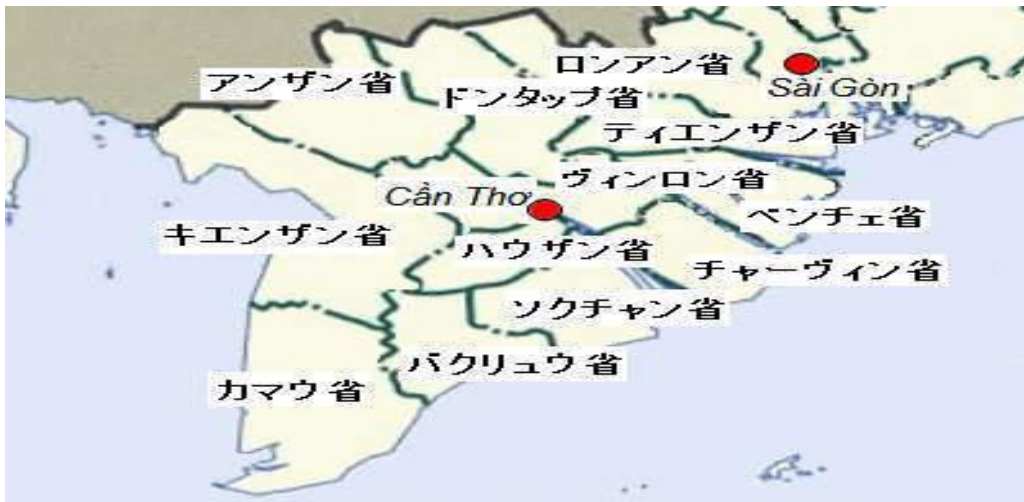 ロンアン省
アンザン省
Sài Gòn
ドンタップ省
ティエンザン省
ヴィンロン省
Cần Thơ
ベンチェ省
キエンザン省
ハウザン省
チャーヴィン省
ソクチャン省
バクリュウ省
カマウ省